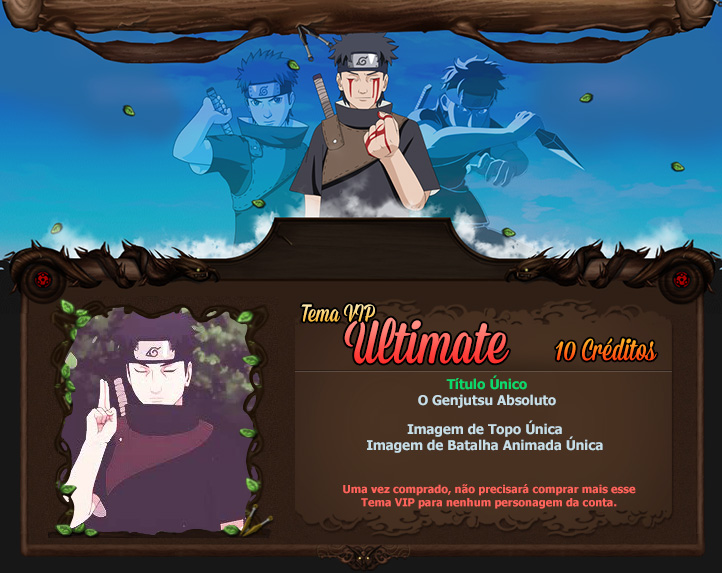 Tema VIP
Ultimate
10 Créditos
Título Único
O Genjutsu Absoluto
Imagem de Topo Única
Imagem de Batalha Animada Única
Uma vez comprado, não precisará comprar mais esse
Tema VIP para nenhum personagem da conta.